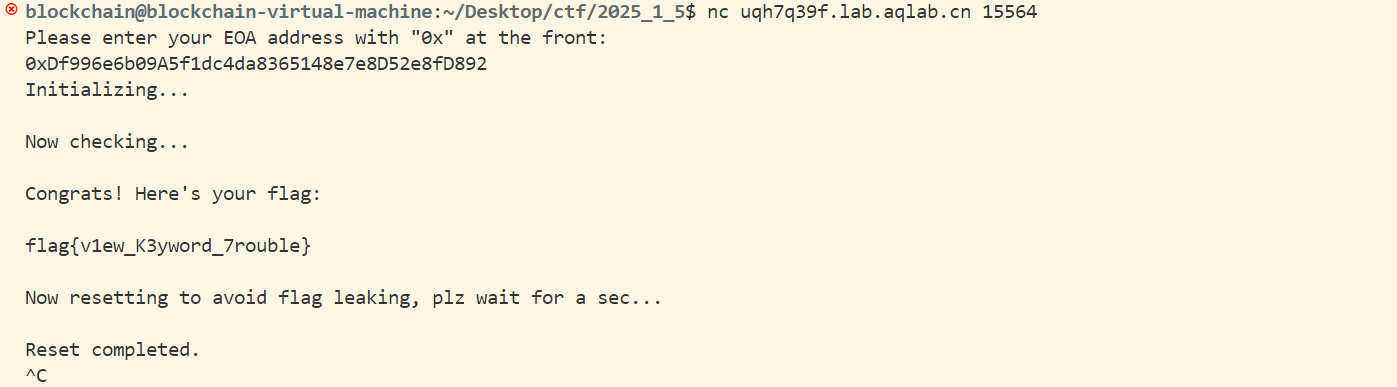 blockchain@blockchain-virtual-machine:~/Desktop/ctf/2025_1_5$ nc uqh7q39f.lab.aqlab.cn 15564
Please enter your EOA address with "0x" at the front:
0xDf996e6b09A5f1dc4da8365148e7e8D52e8fD892
Initializing...
Now checking...
Congrats! Here's your flag:
flag{v1ew_K3yword_7rouble}
Now resetting to avoid flag leaking, plz wait for a sec...
Reset completed.
^C